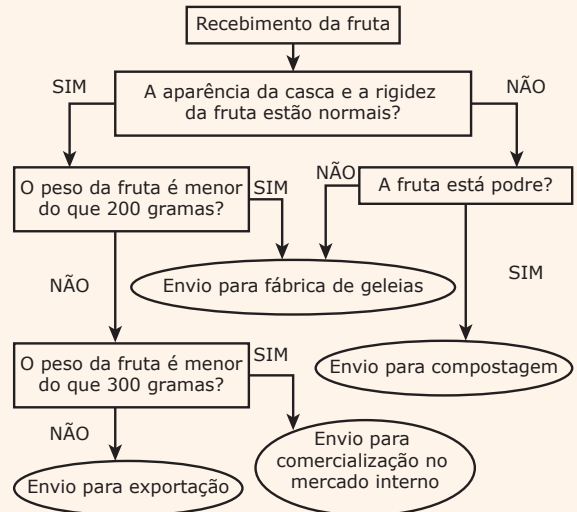 Recebimento da fruta
SIM
A aparência da casca e a rigidez
da fruta estão normais?
NÃO
O peso da fruta é menor
do que 200 gramas?
SIM
NÃO
A fruta está podre?
NÃO
Envio para fábrica de geleias
SIM
O peso da fruta é menor
do que 300 gramas?
SIM
Envio para compostagem
NÃO
Envio para exportação
Envio para
comercialização no
mercado interno